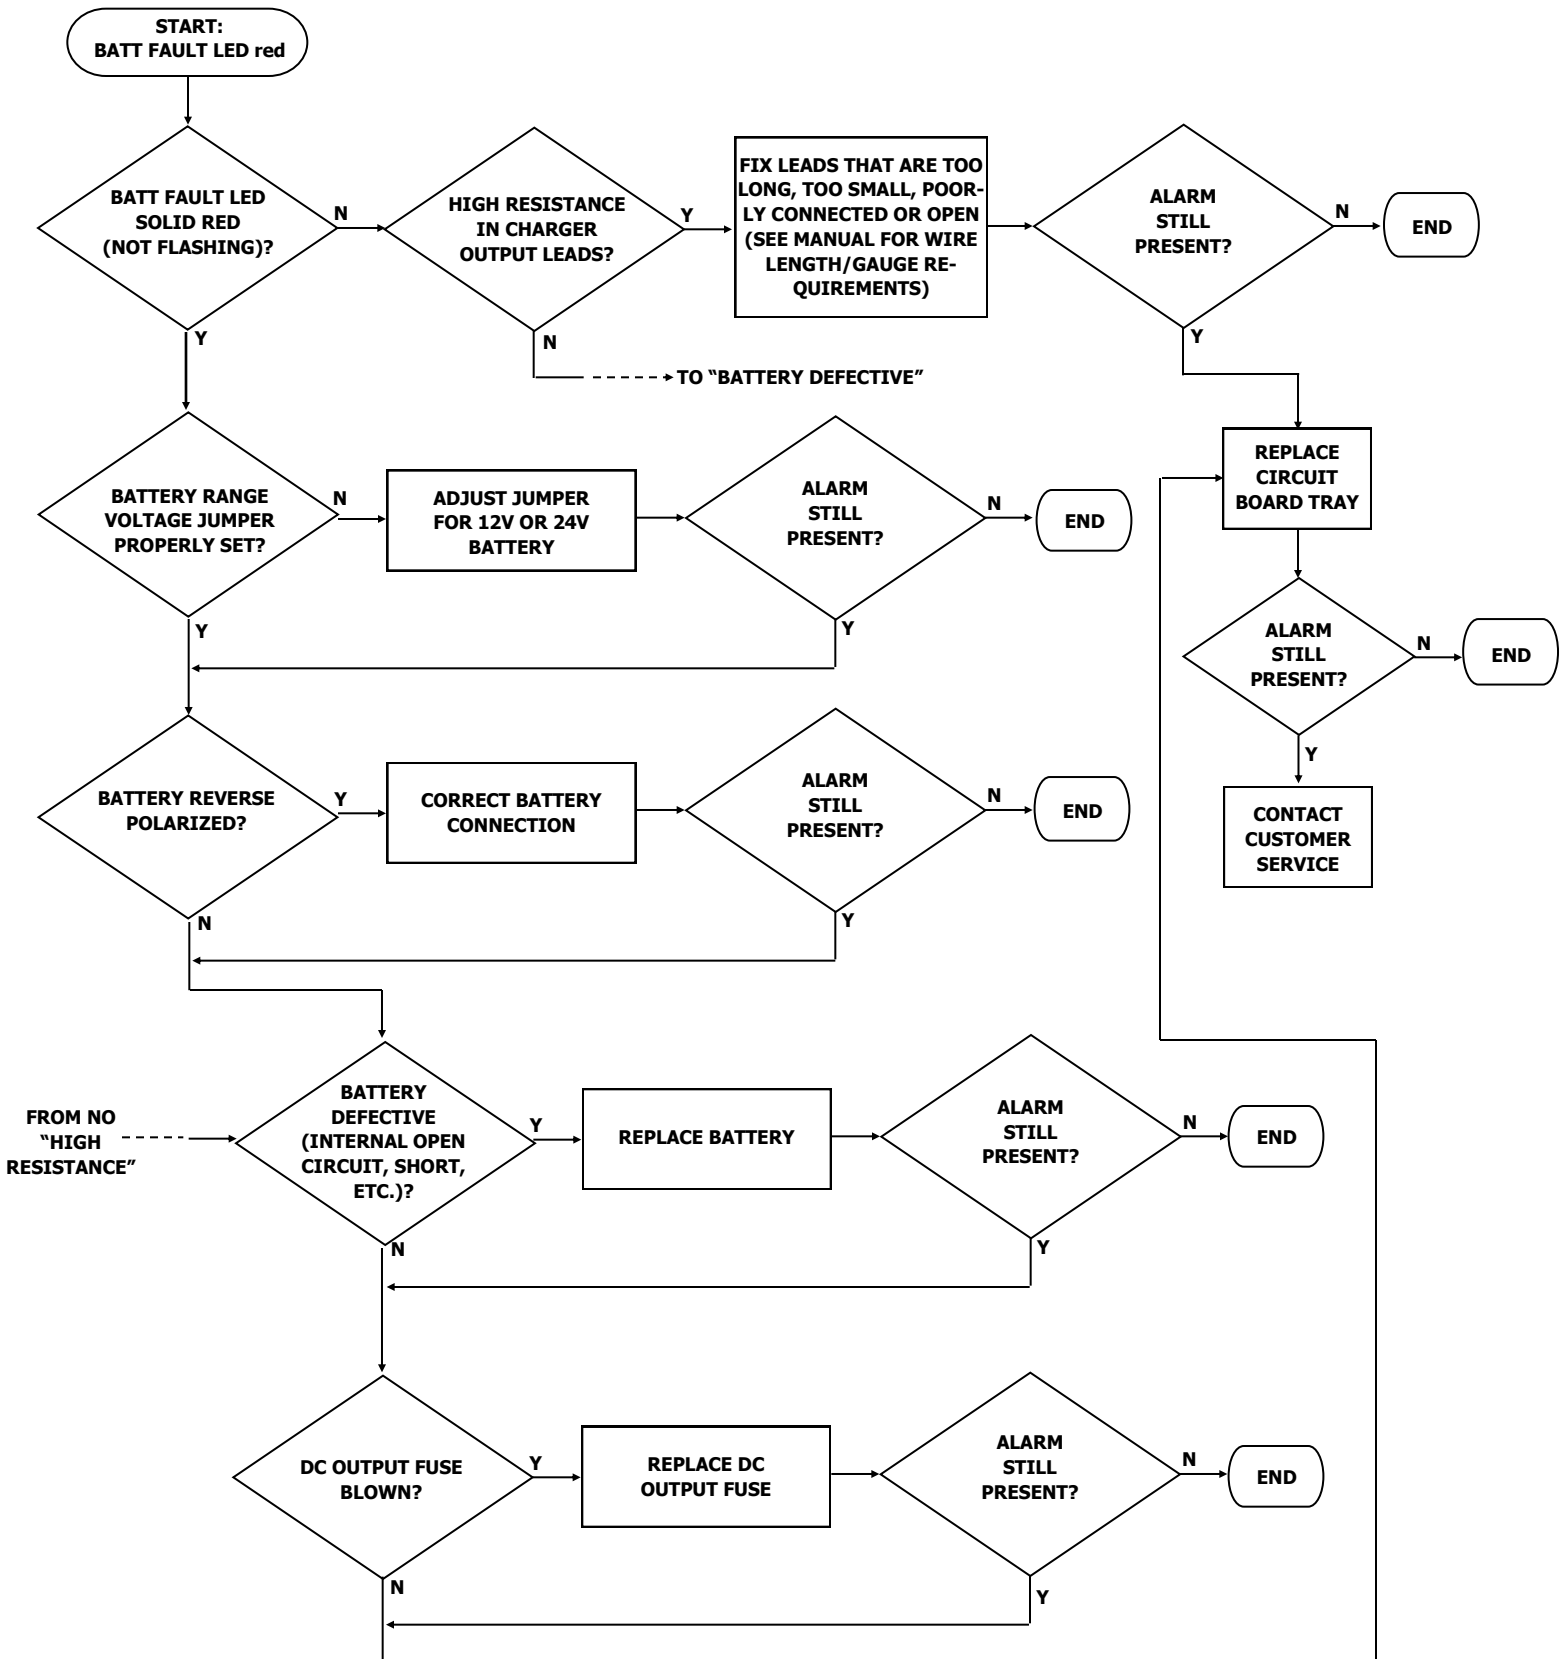 START:
BATT FAULT LED red
BATT FAULT LED
SOLID RED
(NOT FLASHING)?
N
HIGH RESISTANCE
IN CHARGER
OUTPUT LEADS?
Y
FIX LEADS THAT ARE TOO
LONG, TOO SMALL, POOR-
LY CONNECTED OR OPEN
(SEE MANUAL FOR WIRE
LENGTH/GAUGE RE-
QUIREMENTS)
ALARM
STILL
PRESENT?
N
END
Y
N
TO “BATTERY DEFECTIVE”
Y
BATTERY RANGE
VOLTAGE JUMPER
PROPERLY SET?
N
ADJUST JUMPER
FOR 12V OR 24V
BATTERY
ALARM
STILL
PRESENT?
N
END
REPLACE
CIRCUIT
BOARD TRAY
Y
Y
ALARM
STILL
PRESENT?
N
END
Y
CONTACT
CUSTOMER
SERVICE
BATTERY REVERSE
POLARIZED?
Y
CORRECT BATTERY
CONNECTION
ALARM
STILL
PRESENT?
N
END
N
Y
FROM NO
“HIGH
RESISTANCE”
BATTERY
DEFECTIVE
(INTERNAL OPEN
CIRCUIT, SHORT,
ETC.)?
Y
REPLACE BATTERY
ALARM
STILL
PRESENT?
N
END
N
Y
DC OUTPUT FUSE
BLOWN?
Y
REPLACE DC
OUTPUT FUSE
ALARM
STILL
PRESENT?
N
END
N
Y